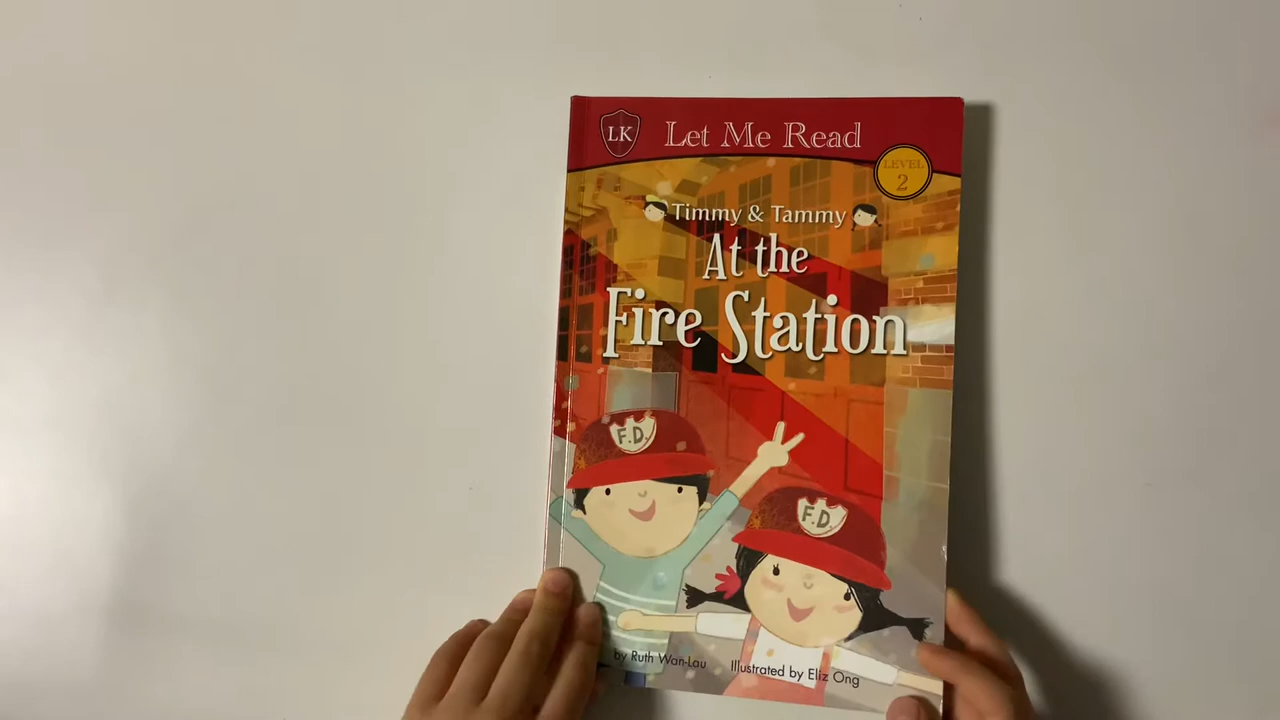 LK
Let Me Read
LEVEL
2
Timmy & Tammy
At the
Fire Station
F.D.
F.D.
by Ruth Wan-Lau
Illustrated by Eliz Ong